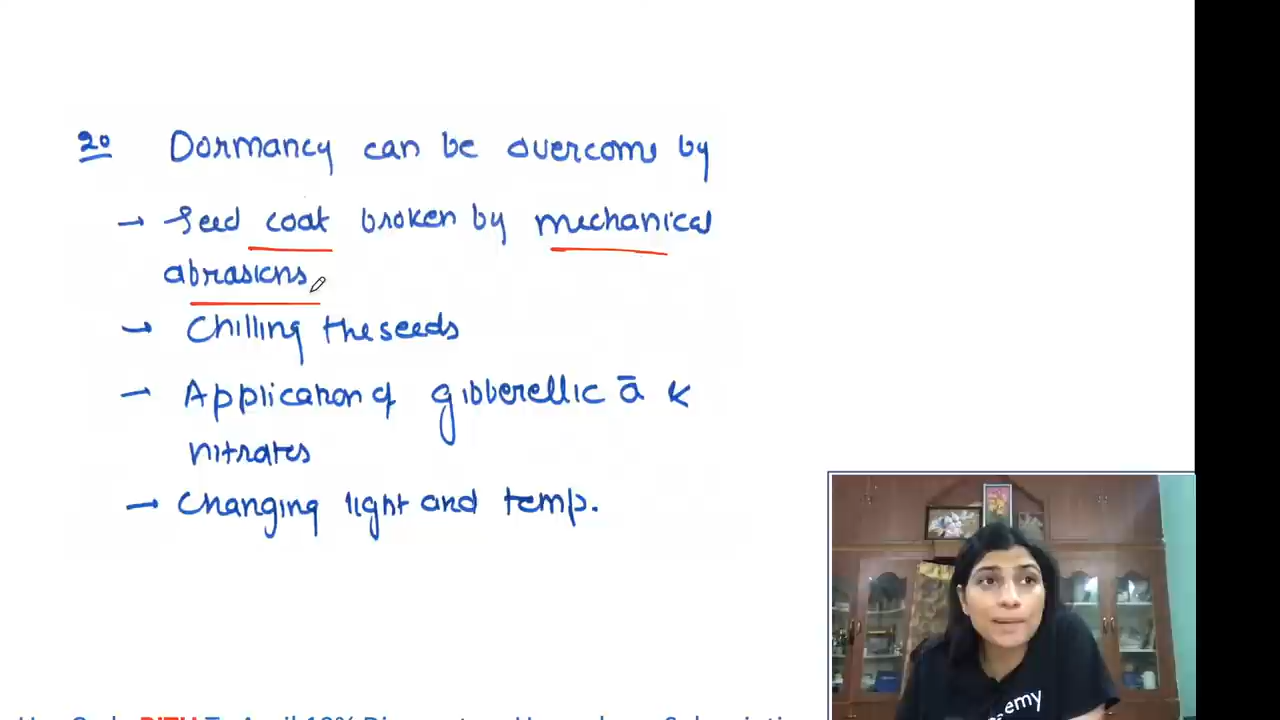 20 Dormancy can be overcome by
→ Seed coat broken by mechanical
abrasions.
→ Chilling the seeds
→ Application of gibberellic ā &
nitrates
→ Changing light and temp.
emy